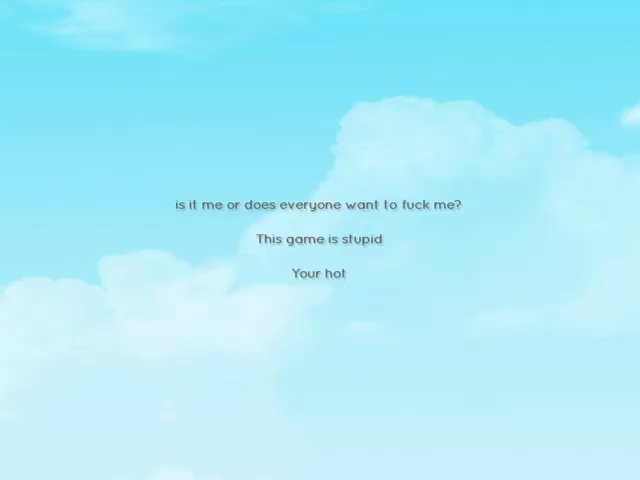 is it me or does everyone want to fuck me?
This game is stupid
Your hot